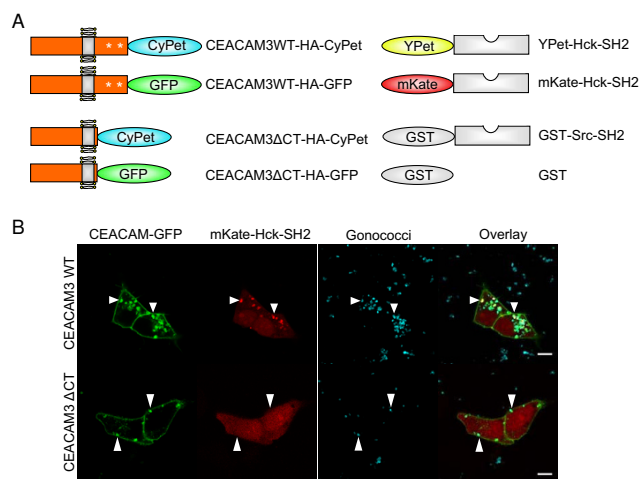 A
* * CyPet CEACAM3WT-HA-CyPet YPet YPet-Hck-SH2
* * GFP CEACAM3WT-HA-GFP mKate mKate-Hck-SH2
CyPet CEACAM3ΔCT-HA-CyPet GST GST-Src-SH2
GFP CEACAM3ΔCT-HA-GFP GST GST
B
CEACAM-GFP mKate-Hck-SH2 Gonococci Overlay
CEACAM3 WT
CEACAM3 ΔCT